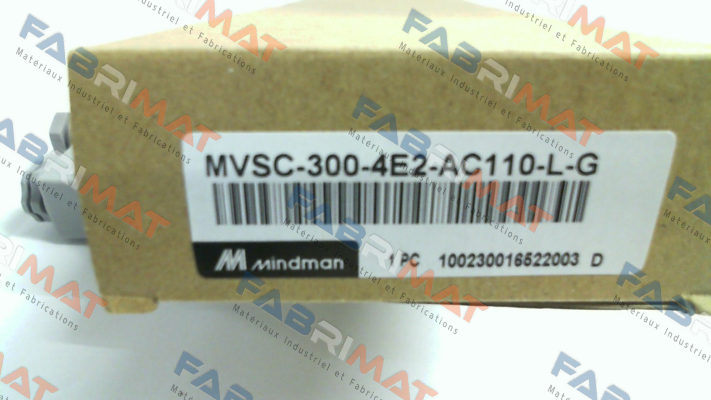 MVSC-300-4E2-AC110-L-G
Mindman
1 PC 100230016522003 D
FABRIMAT
Materiaux Industriel et Fabrications